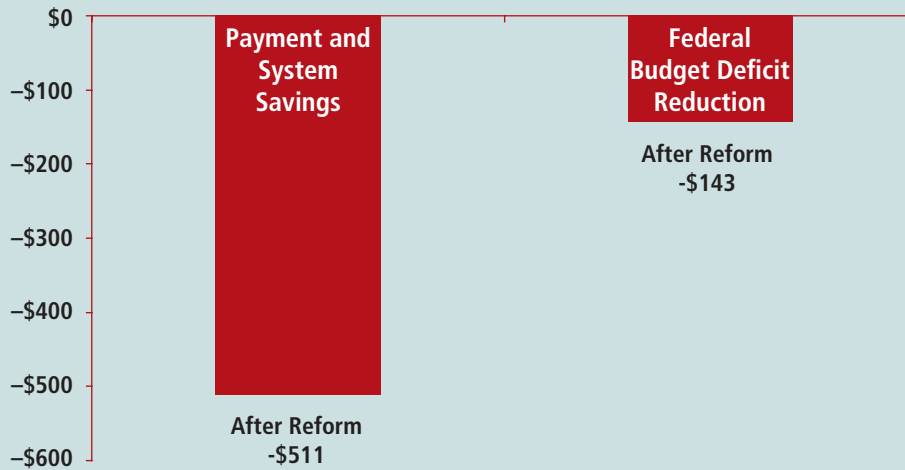 $0
–$100
–$200
–$300
–$400
–$500
–$600
Payment and
System
Savings
After Reform
-$511
Federal
Budget Deficit
Reduction
After Reform
-$143